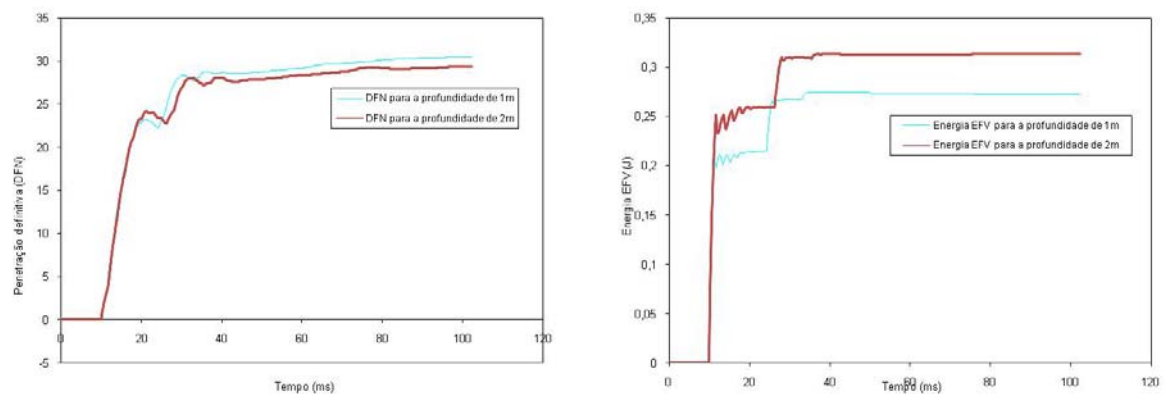 35
30
25
20
15
10
5
0
-5
0 20 40 60 80 100 120
Penetração definitiva (DFN)
Tempo (ms)
DFN para a profundidade de 1m
DFN para a profundidade de 2m
0,35
0,3
0,25
0,2
0,15
0,1
0,05
0
0 20 40 60 80 100 120
Energia EFV (J)
Tempo (ms)
Energia EFV para a profundidade de 1m
Energia EFV para a profundidade de 2m